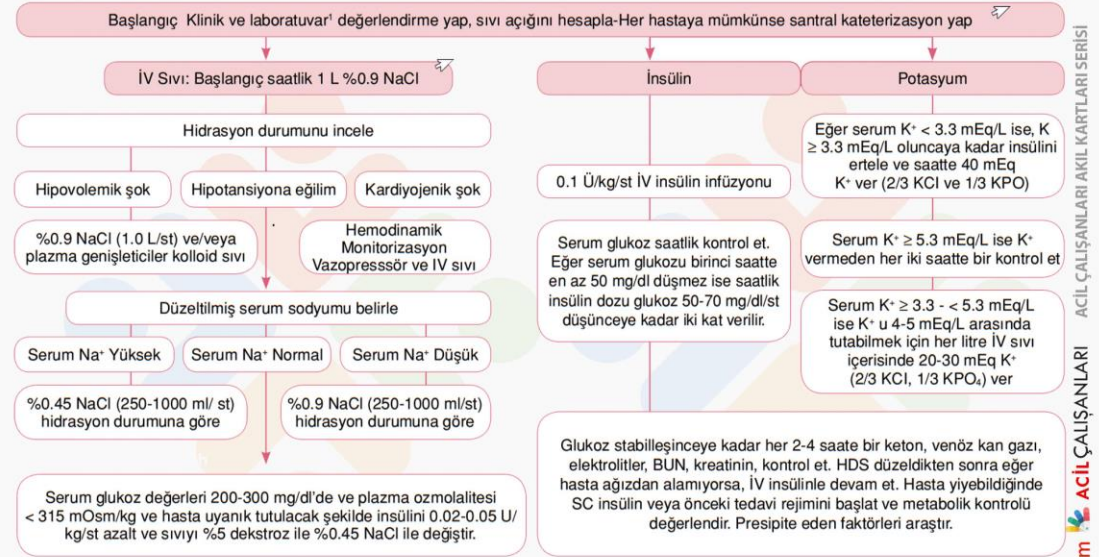 Başlangıç Klinik ve laboratuvar¹ değerlendirme yap, sıvı açığını hesapla-Her hastaya mümkünse santral kateterizasyon yap
İV Sıvı: Başlangıç saatlik 1 L %0.9 NaCl
Hidrasyon durumunu incele
Hipovolemik şok
Hipotansiyona eğilim
Kardiyojenik şok
%0.9 NaCl (1.0 L/st) ve/veya
plazma genişleticiler kolloid sıvı
Hemodinamik
Monitorizasyon
Vazopresssör ve IV sıvı
Düzeltilmiş serum sodyumu belirle
Serum Na⁺ Yüksek
Serum Na⁺ Normal
Serum Na⁺ Düşük
%0.45 NaCl (250-1000 ml/ st)
hidrasyon durumuna göre
%0.9 NaCl (250-1000 ml/st)
hidrasyon durumuna göre
Serum glukoz değerleri 200-300 mg/dl'de ve plazma ozmolalitesi
< 315 mOsm/kg ve hasta uyanık tutulacak şekilde insülini 0.02-0.05 U/
kg/st azalt ve sıvıyı %5 dekstroz ile %0.45 NaCl ile değiştir.
İnsülin
0.1 Ü/kg/st İV insülin infüzyonu
Serum glukoz saatlik kontrol et.
Eğer serum glukozu birinci saatte
en az 50 mg/dl düşmez ise saatlik
insülin dozu glukoz 50-70 mg/dl/st
düşünceye kadar iki kat verilir.
Potasyum
Eğer serum K⁺ < 3.3 mEq/L ise, K
≥ 3.3 mEq/L oluncaya kadar insülini
ertele ve saatte 40 mEq
K⁺ ver (2/3 KCl ve 1/3 KPO)
Serum K⁺ ≥ 5.3 mEq/L ise K⁺
vermeden her iki saatte bir kontrol et
Serum K⁺ ≥ 3.3 - < 5.3 mEq/L
ise K⁺ u 4-5 mEq/L arasında
tutabilmek için her litre İV sıvı
içerisinde 20-30 mEq K⁺
(2/3 KCl, 1/3 KPO₄) ver
Glukoz stabilleşinceye kadar her 2-4 saate bir keton, venöz kan gazı,
elektrolitler, BUN, kreatinin, kontrol et. HDS düzeldikten sonra eğer
hasta ağızdan alamıyorsa, İV insülinle devam et. Hasta yiyebildiğinde
SC insülin veya önceki tedavi rejimini başlat ve metabolik kontrolü
değerlendir. Presipite eden faktörleri araştır.
ACİL ÇALIŞANLARI AKIL KARTLARI SERİSİ
m ACİL ÇALIŞANLARI